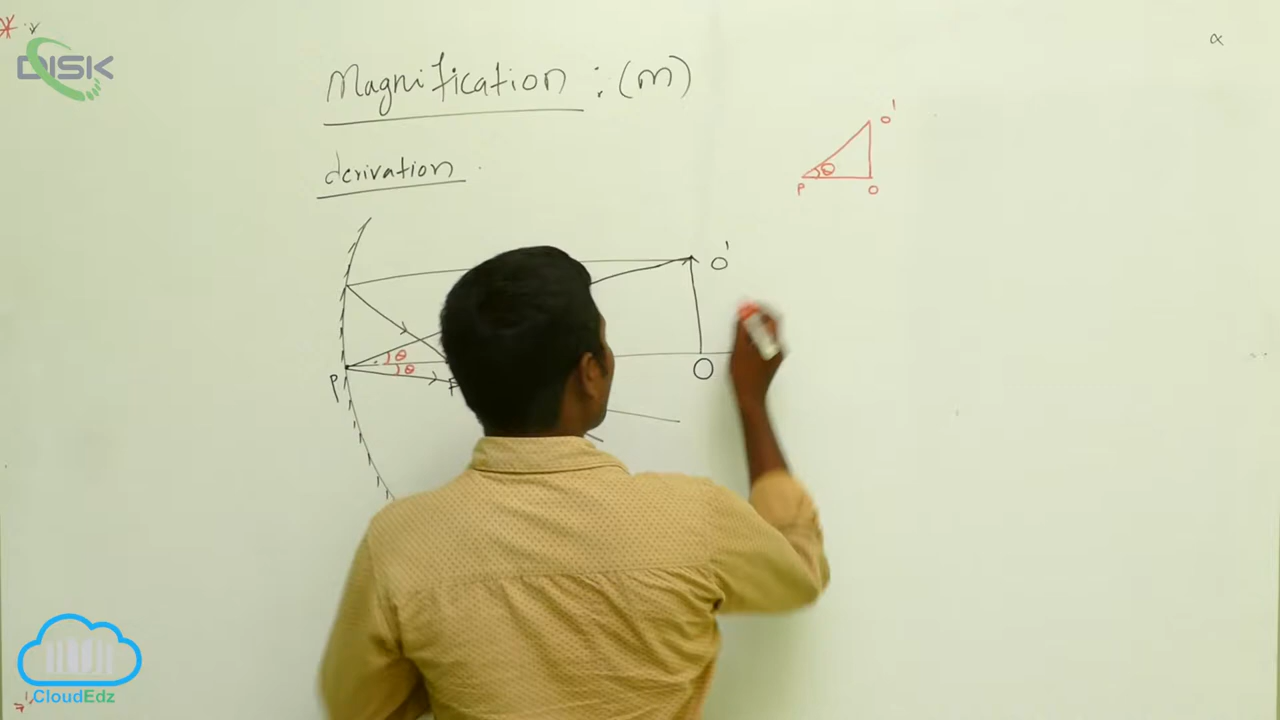 DISK
Magnification : (m)
derivation
O'
θ
P O
O'
θ
θ
P
O
CloudEdz